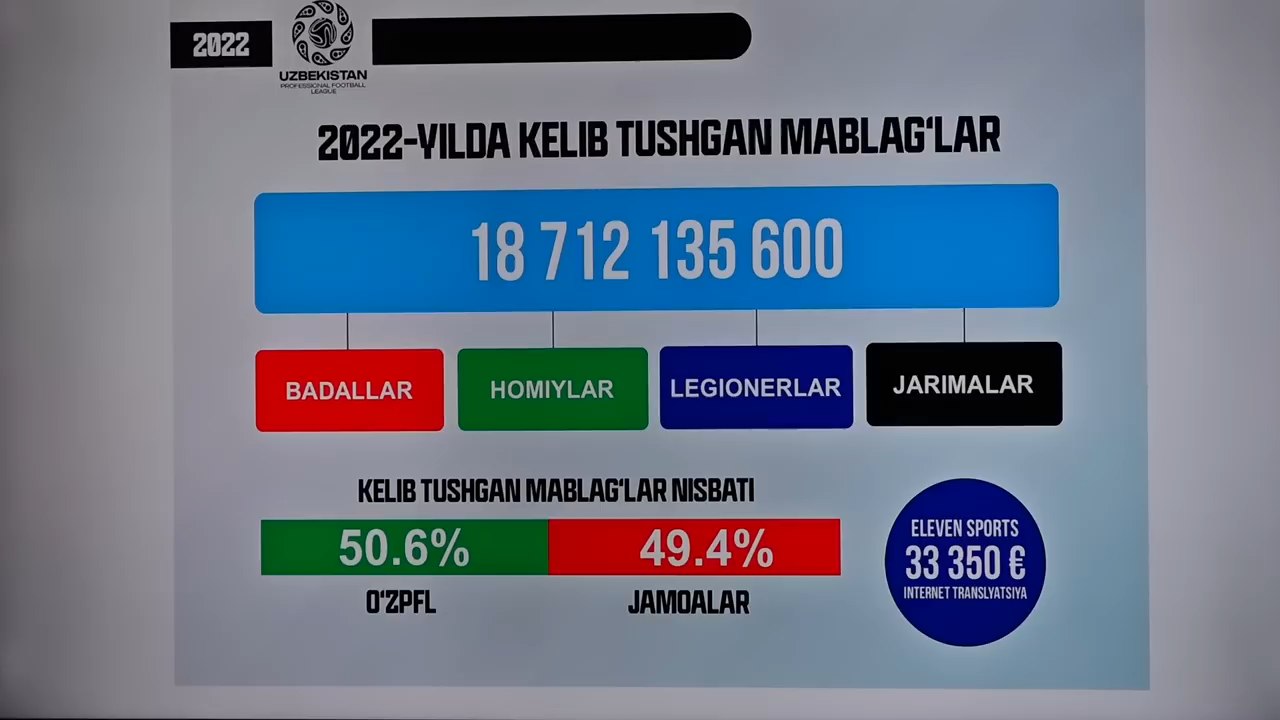 2022
UZBEKISTAN
PROFESSIONAL FOOTBALL
LEAGUE
2022-YILDA KELIB TUSHGAN MABLAG‘LAR
18 712 135 600
BADALLAR
HOMIYLAR
LEGIONERLAR
JARIMALAR
KELIB TUSHGAN MABLAG‘LAR NISBATI
50.6%
49.4%
O‘ZPFL
JAMOALAR
ELEVEN SPORTS
33 350 €
INTERNET TRANSLYATSIYA